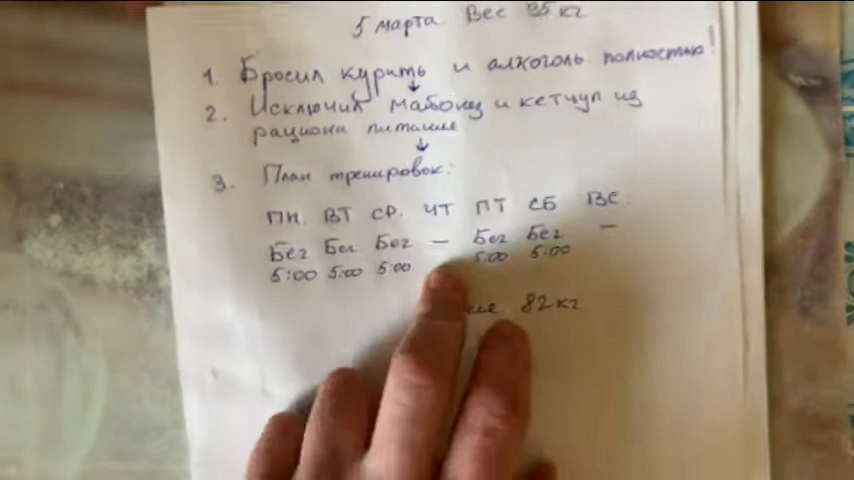 5 марта. Вес 85 кг
1. Бросил курить и алкоголь полностью!
2. Исключил майонез и кетчуп из
рациона питание
3. План тренировок:
ПН. ВТ СР. ЧТ ПТ СБ ВС.
Бег Бег Бег — Бег Бег —
5:00 5:00 5:00 5:00 5:00
82 кг